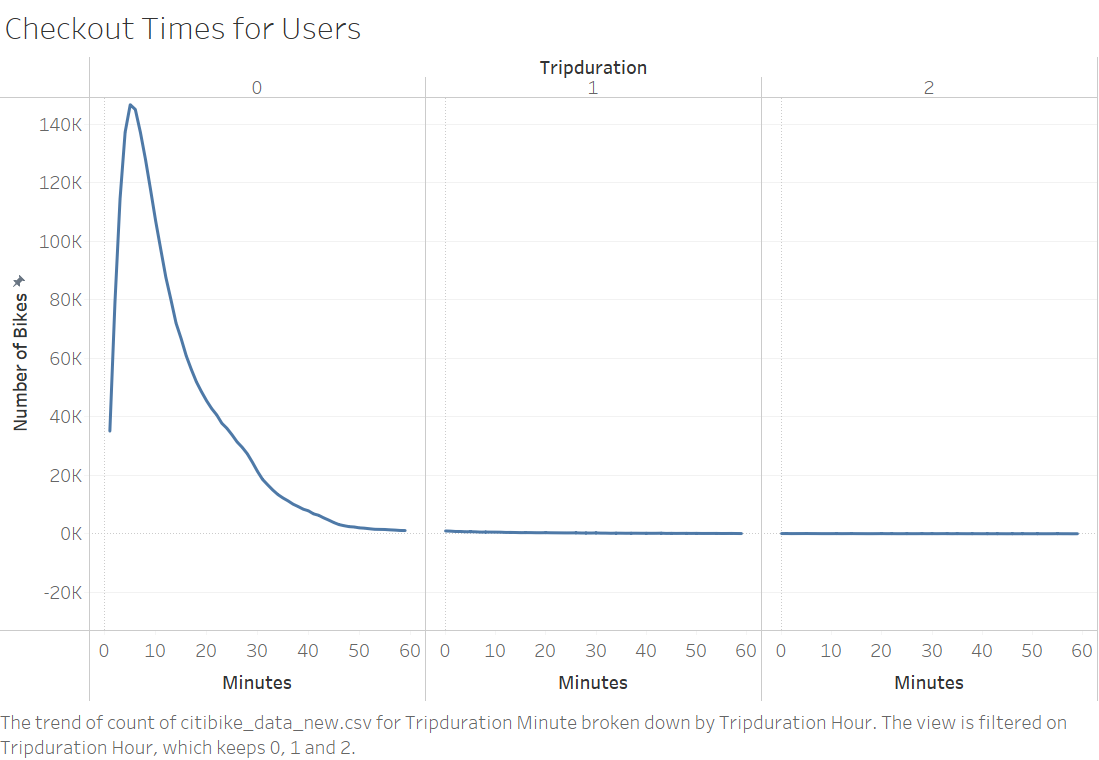 Checkout Times for Users
Tripduration
0 1 2
Number of Bikes
140K
120K
100K
80K
60K
40K
20K
0K
-20K
0 10 20 30 40 50 60 0 10 20 30 40 50 60 0 10 20 30 40 50 60
Minutes Minutes Minutes
The trend of count of citibike_data_new.csv for Tripduration Minute broken down by Tripduration Hour. The view is filtered on
Tripduration Hour, which keeps 0, 1 and 2.